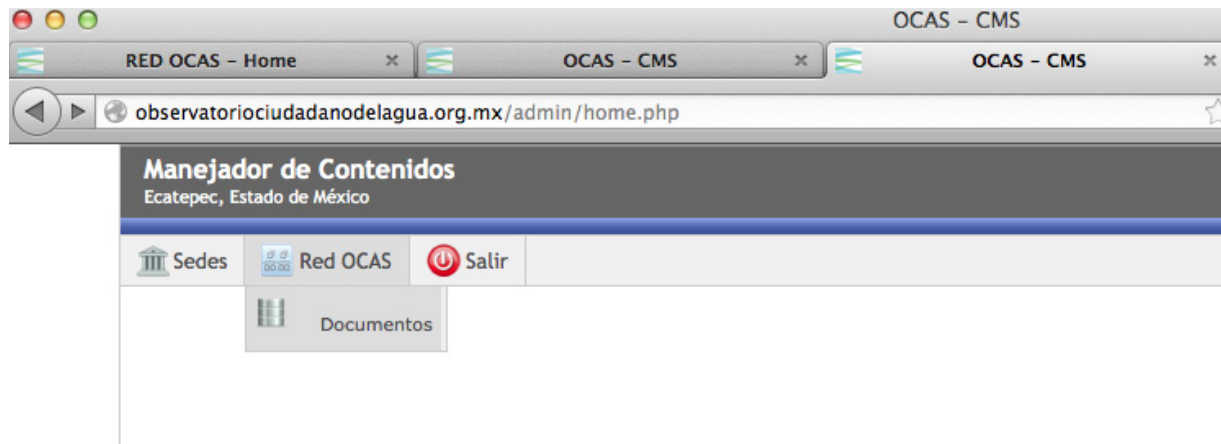 OCAS – CMS
RED OCAS – Home
OCAS – CMS
OCAS – CMS
observatoriociudadanodelagua.org.mx/admin/home.php
Manejador de Contenidos
Ecatepec, Estado de México
Sedes Red OCAS Salir
Documentos